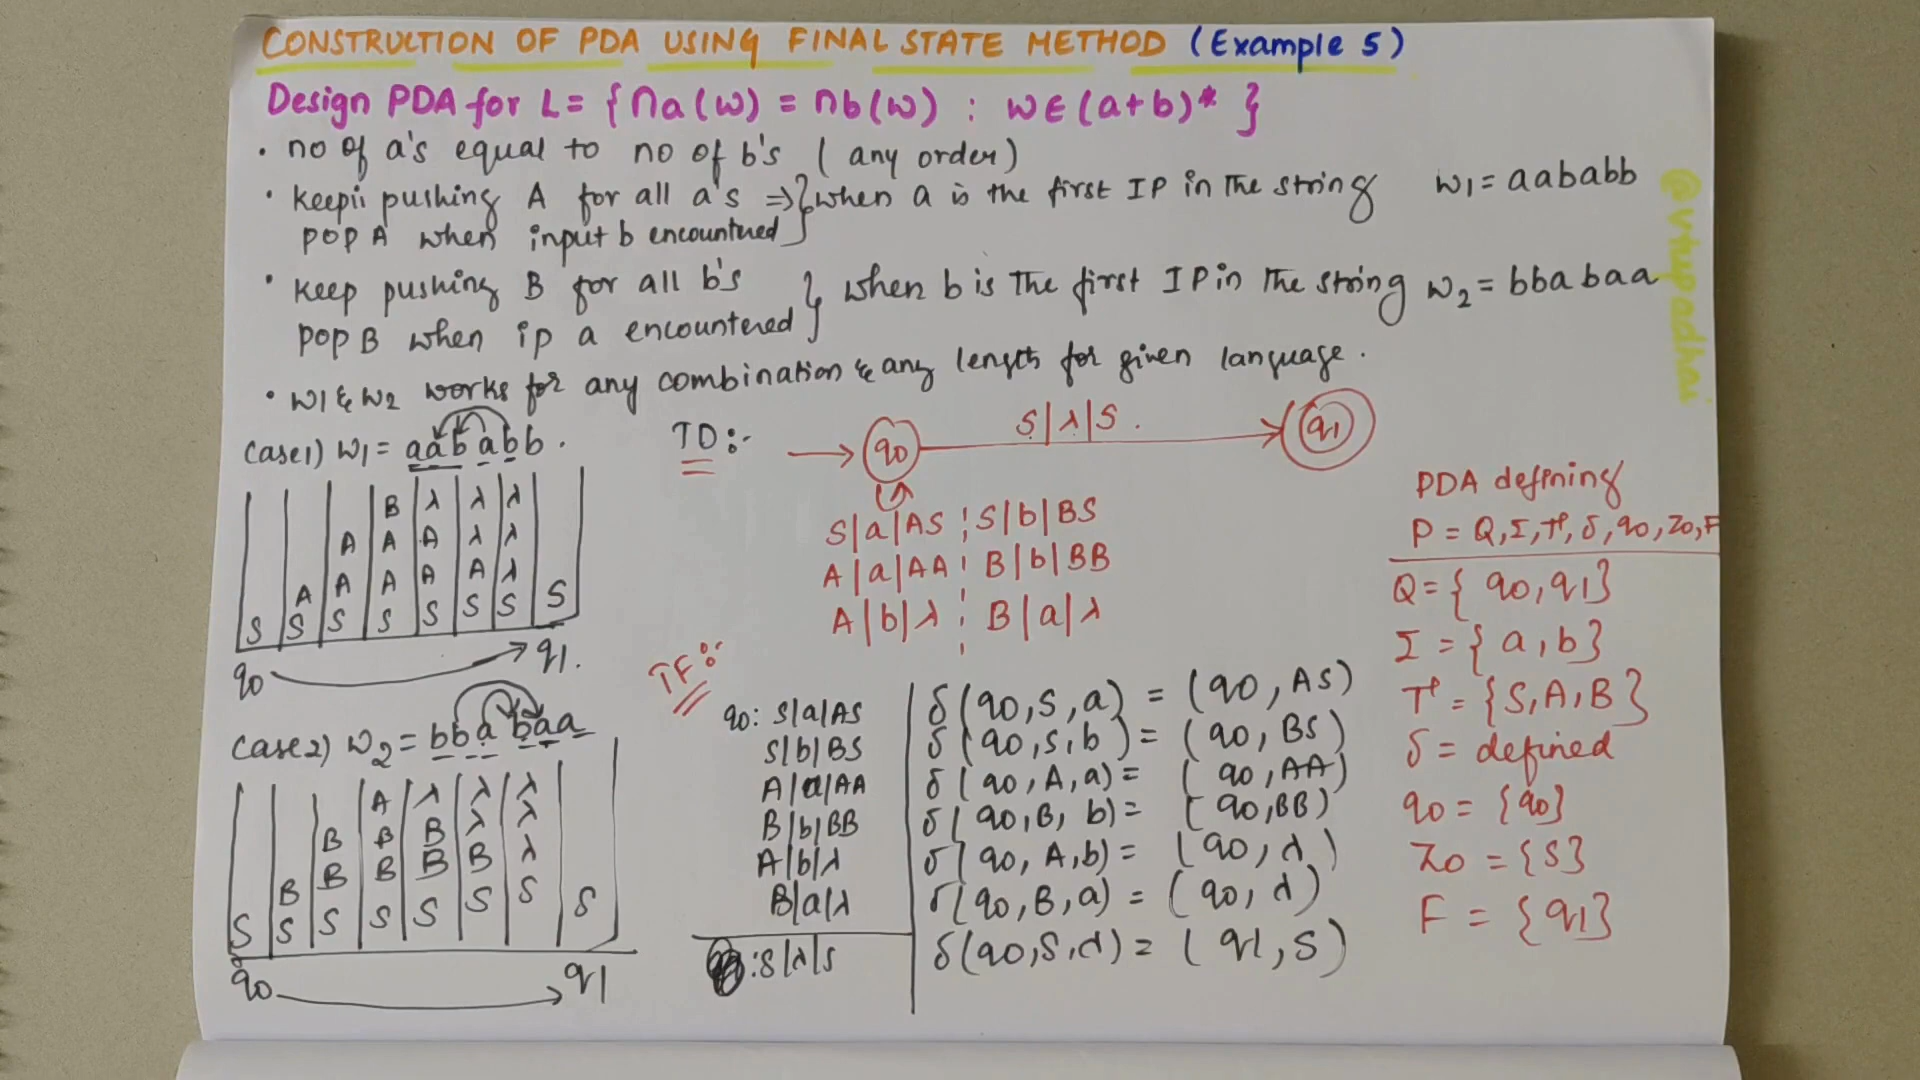 CONSTRUCTION OF PDA USING FINAL STATE METHOD (Example 5)
Design PDA for L = { na(w) = nb(w) : w∈(a+b)* }
• no of a's equal to no of b's ( any order)
• keepii pushing A for all a's ⇒ } when a is the first IP in the string w1 = aababb
pop A when input b encountered }
• keep pushing B for all b's } when b is the first IP in the string w2 = bbabaa
pop B when ip a encountered }
• w1 & w2 works for any combination & any length for given language.
@vtupadhai
case1) w1 = aababb.
S
A S
A A S
B A A S
λ A A S
λ λ A S
λ λ λ S
S
q0 → q1.
case2) w2 = bbabaa
S
B S
B B S
A B B S
λ B B S
λ λ B S
λ λ λ S
S
q0 → q1
TD:-
q0 S|λ|S. q1
S|a|AS ; S|b|BS
A|a|AA ; B|b|BB
A|b|λ ; B|a|λ
TF:-
q0: S|a|AS δ(q0,S,a) = (q0,AS)
S|b|BS δ(q0,S,b) = (q0,BS)
A|a|AA δ(q0,A,a) = (q0,AA)
B|b|BB δ(q0,B,b) = (q0,BB)
A|b|λ δ(q0,A,b) = (q0,λ)
B|a|λ δ(q0,B,a) = (q0,λ)
:S|λ|S δ(q0,S,λ) = (q1,S)
PDA defining
P = Q,Σ,Γ,δ,q0,Z0,F
Q = { q0,q1}
Σ = { a,b}
Γ = {S,A,B}
δ = defined
q0 = {q0}
Z0 = {S}
F = {q1}